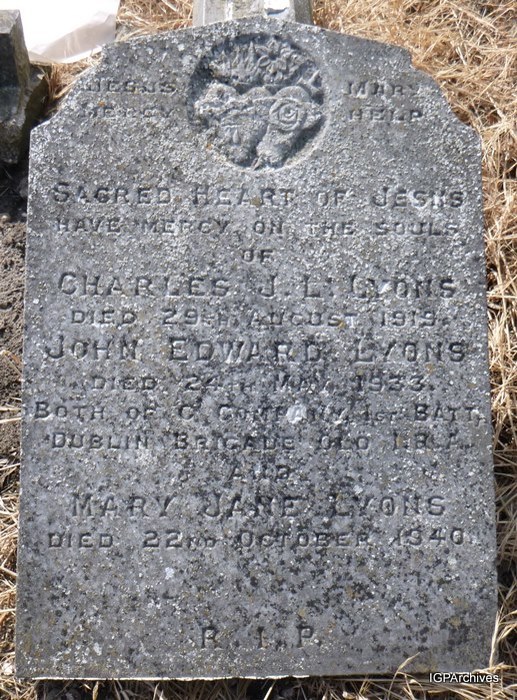 JESUS MERCY
MARY HELP
SACRED HEART OF JESUS
HAVE MERCY ON THE SOULS
OF
CHARLES J. L. LYONS
DIED 29TH AUGUST 1919.
JOHN EDWARD LYONS
DIED 24TH MAY 1933.
BOTH OF C COMPANY 1ST BATT.
DUBLIN BRIGADE OLD I.R.A.
AND
MARY JANE LYONS
DIED 22ND OCTOBER 1940.
R. I. P.
IGPArchives